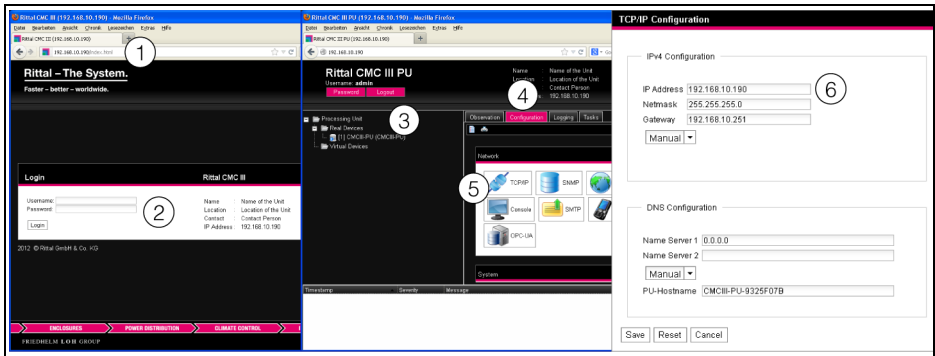 Rittal CMC III (192.168.10.190) - Mozilla Firefox
Datei Bearbeiten Ansicht Chronik Lesezeichen Extras Hilfe
Rittal CMC III (192.168.10.190)
192.168.10.190/index.html
1
Rittal – The System.
Faster – better – worldwide.
Login
Rittal CMC III
Username:
Password:
Login
2
Name : Name of the Unit
Location : Location of the Unit
Contact : Contact Person
IP Address : 192.168.10.190
2012 © Rittal GmbH & Co. KG
ENCLOSURES
POWER DISTRIBUTION
CLIMATE CONTROL
FRIEDHELM LOH GROUP
Rittal CMC III PU (192.168.10.190) - Mozilla Firefox
Datei Bearbeiten Ansicht Chronik Lesezeichen Extras Hilfe
Rittal CMC III PU (192.168.10.190)
192.168.10.190
Rittal CMC III PU
Username: admin
Password
Logout
Name : Name of the Unit
Location of the Unit
Contact Person
192.168.10.190
4
3
Processing Unit
Real Devices
[1] CMCIII-PU (CMCIII-PU)
Virtual Devices
Observation
Configuration
Logging
Tasks
Network
5
TCP/IP
SNMP
Console
SMTP
OPC-UA
System
Timestamp
Severity
Message
TCP/IP Configuration
IPv4 Configuration
IP Address 192.168.10.190
Netmask 255.255.255.0
Gateway 192.168.10.251
Manual
6
DNS Configuration
Name Server 1 0.0.0.0
Name Server 2
Manual
PU-Hostname CMCIII-PU-9325F07B
Save
Reset
Cancel